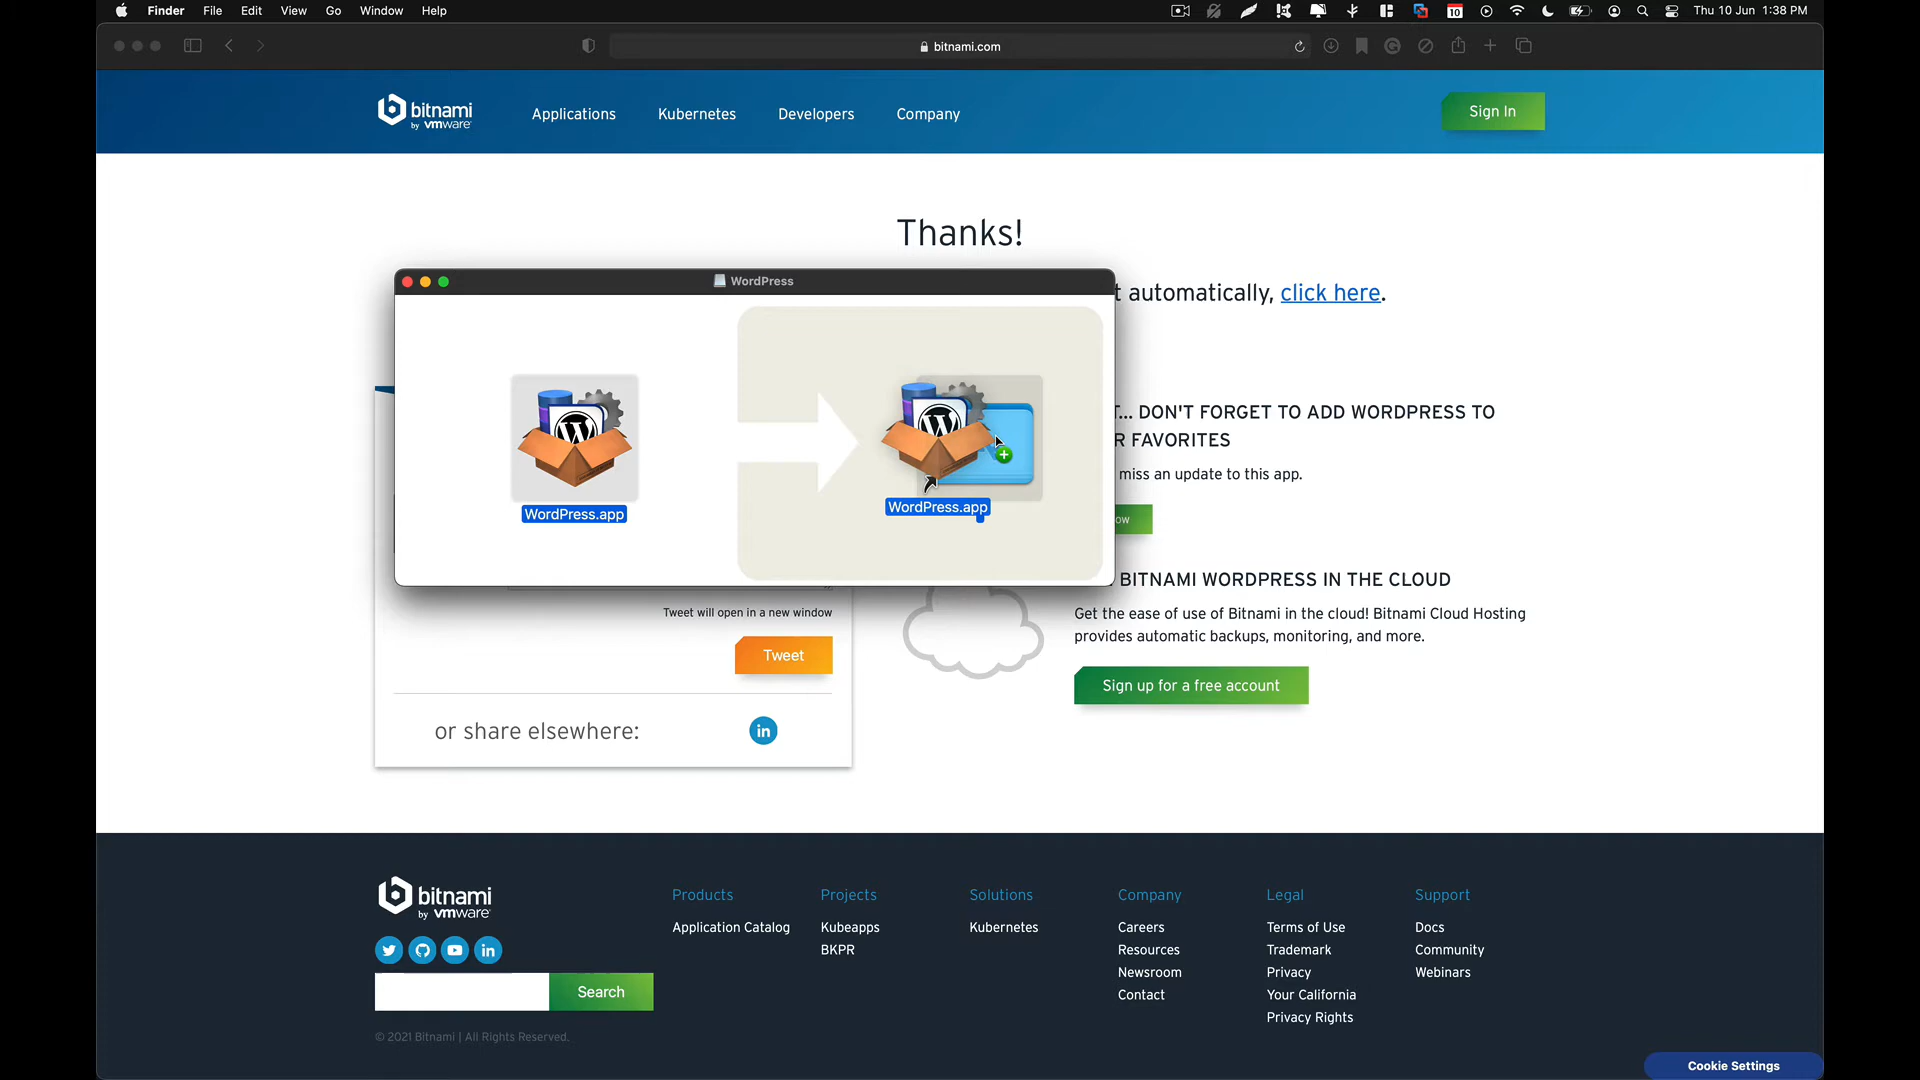 Finder File Edit View Go Window Help
10 Thu 10 Jun 1:38 PM
bitnami.com
bitnami
by vmware
Applications Kubernetes Developers Company
Sign In
Thanks!
t automatically, click here.
WordPress
WordPress.app
WordPress.app
... DON'T FORGET TO ADD WORDPRESS TO
R FAVORITES
miss an update to this app.
ow
BITNAMI WORDPRESS IN THE CLOUD
Get the ease of use of Bitnami in the cloud! Bitnami Cloud Hosting
provides automatic backups, monitoring, and more.
Sign up for a free account
Tweet will open in a new window
Tweet
or share elsewhere:
in
bitnami
by vmware
in
Search
© 2021 Bitnami | All Rights Reserved.
Products
Application Catalog
Projects
Kubeapps
BKPR
Solutions
Kubernetes
Company
Careers
Resources
Newsroom
Contact
Legal
Terms of Use
Trademark
Privacy
Your California
Privacy Rights
Support
Docs
Community
Webinars
Cookie Settings